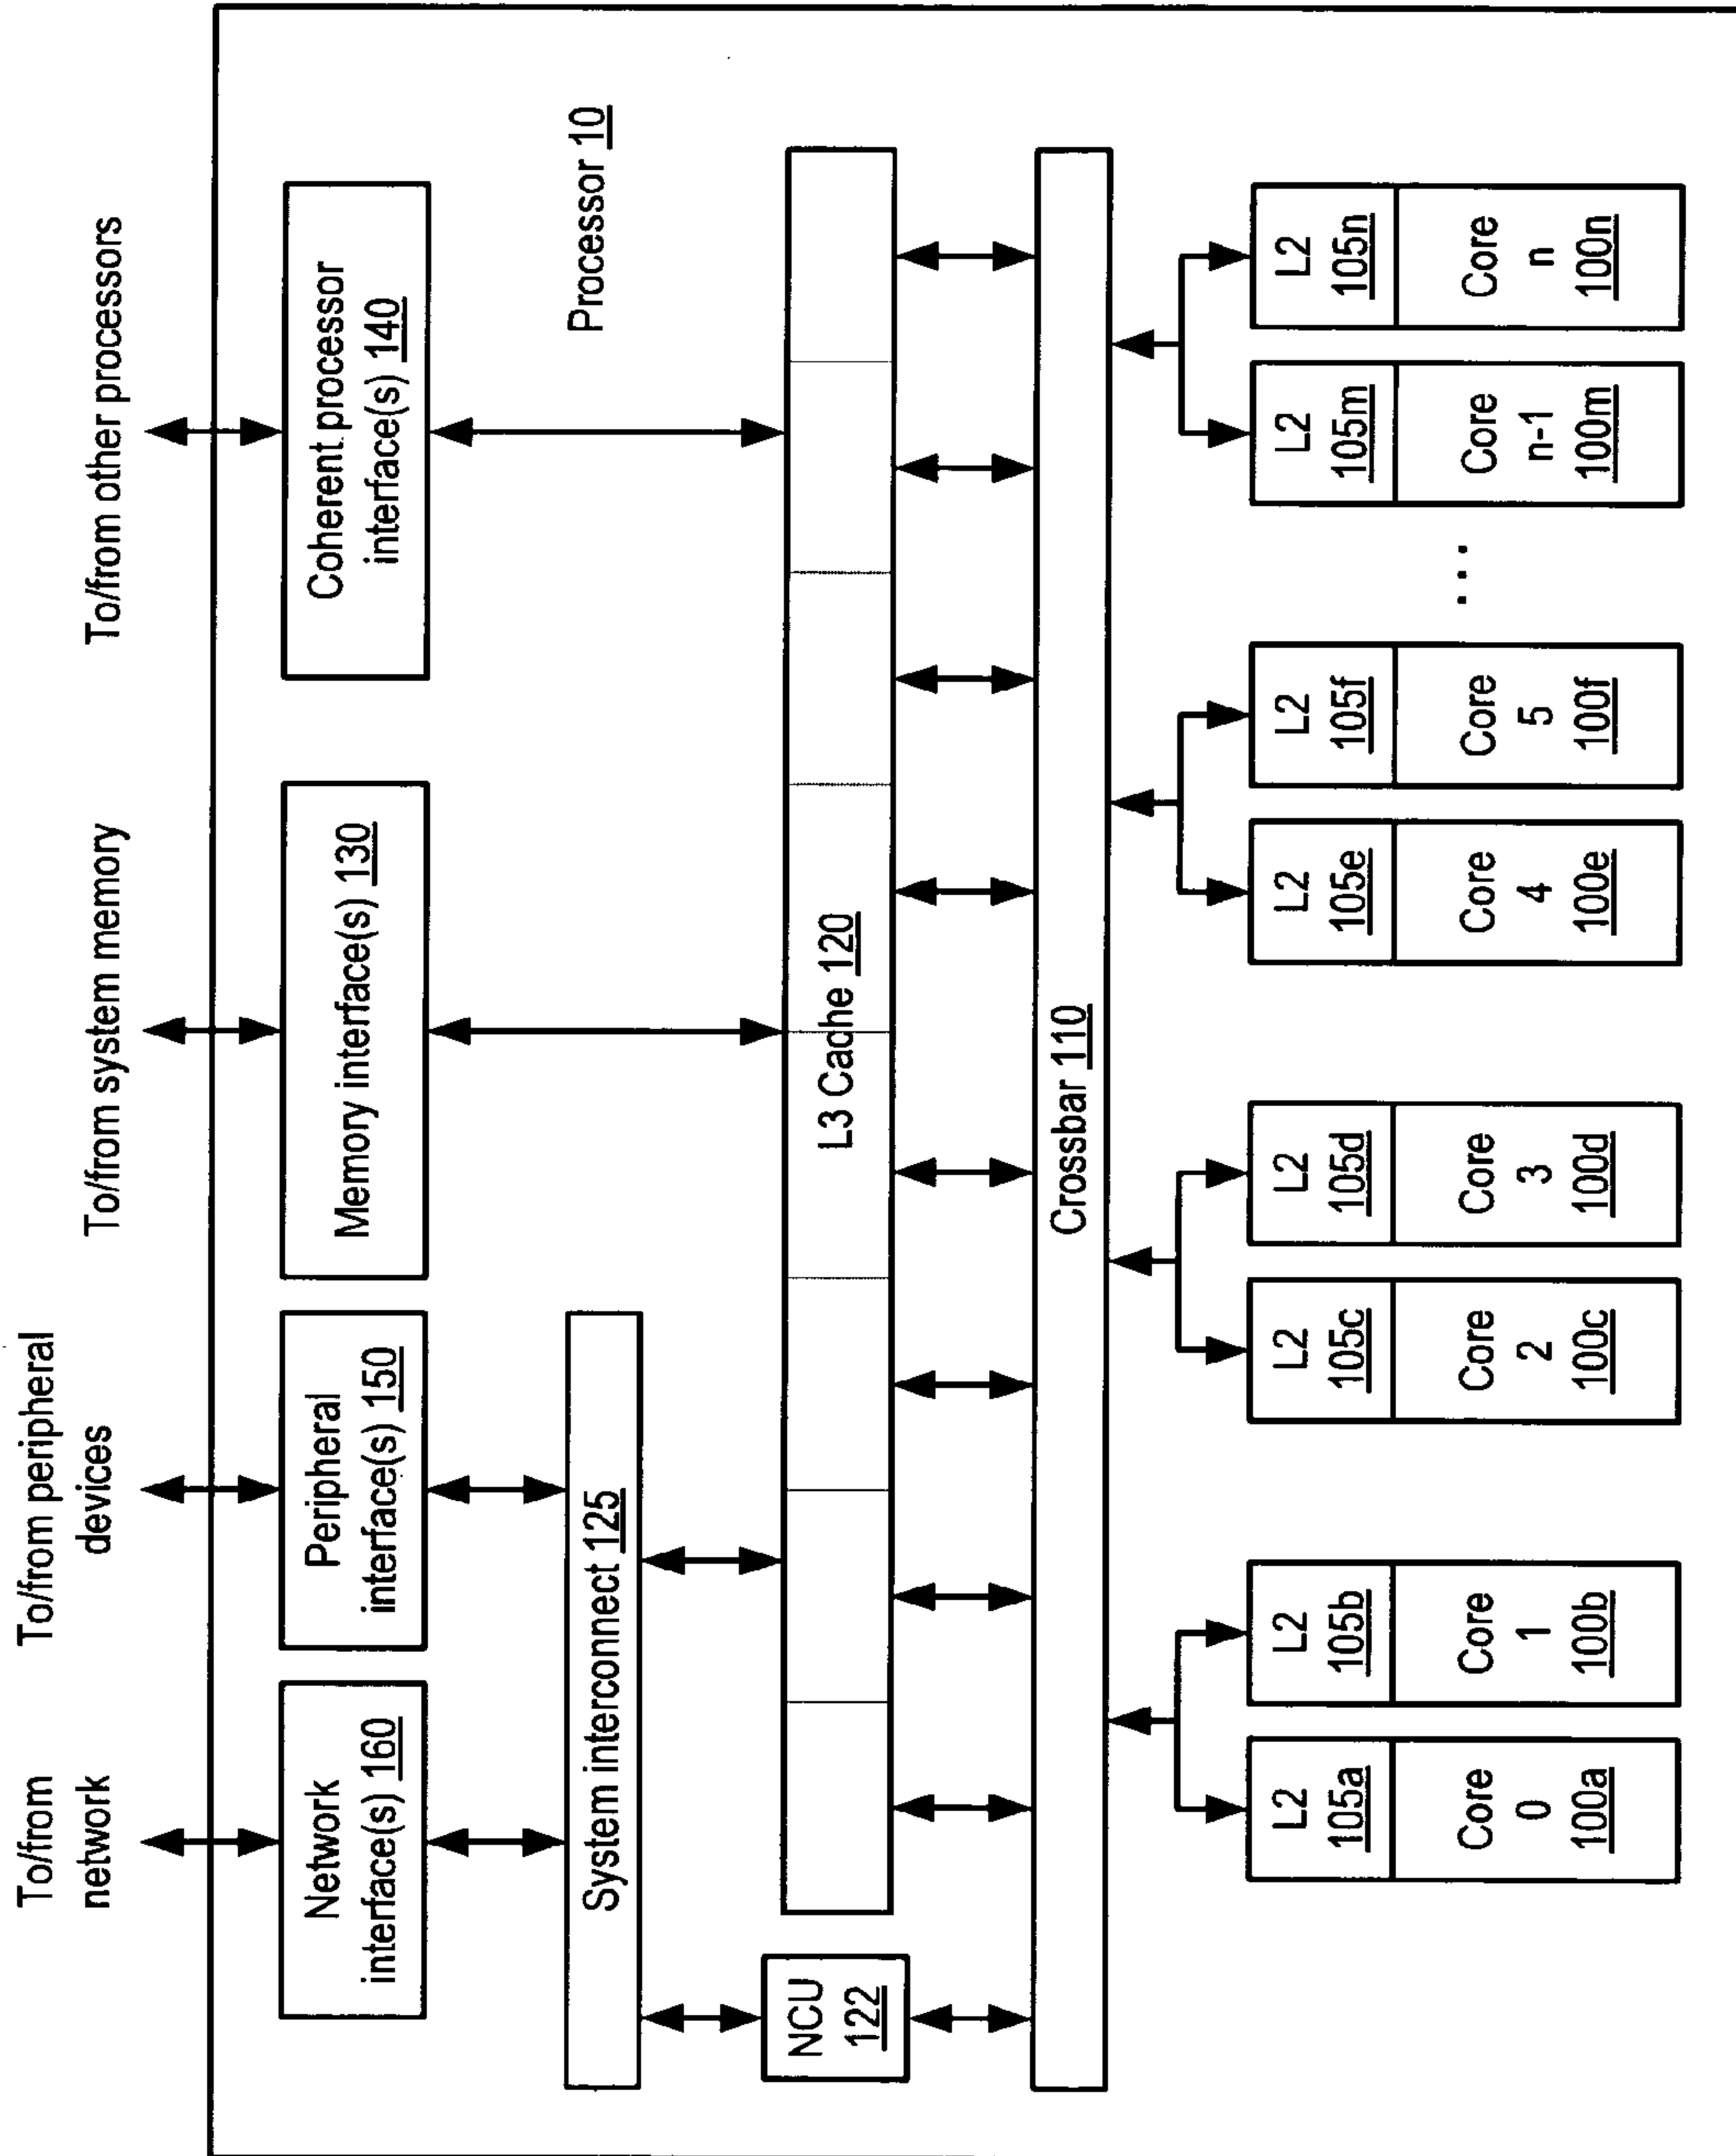 To/from
network
To/from peripheral
devices
To/from system memory
To/from other processors
Network
interface(s) 160
Peripheral
interface(s) 150
Memory interface(s) 130
Coherent processor
interface(s) 140
System interconnect 125
Processor 10
NCU
122
L3 Cache 120
Crossbar 110
L2
105a
Core
0
100a
L2
105b
Core
1
100b
L2
105c
Core
2
100c
L2
105d
Core
3
100d
L2
105e
Core
4
100e
L2
105f
Core
5
100f
...
L2
105m
Core
n-1
100m
L2
105n
Core
n
100n